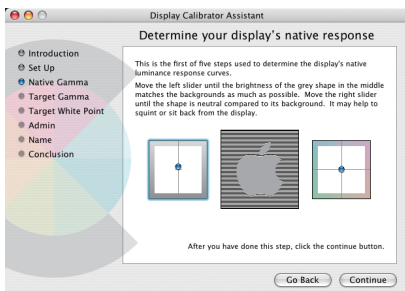 Display Calibrator Assistant
Determine your display's native response
Introduction
Set Up
Native Gamma
Target Gamma
Target White Point
Admin
Name
Conclusion
This is the first of five steps used to determine the display's native
luminance response curves.
Move the left slider until the brightness of the grey shape in the middle
matches the backgrounds as much as possible. Move the right slider
until the shape is neutral compared to its background. It may help to
squint or sit back from the display.
After you have done this step, click the continue button.
Go Back
Continue